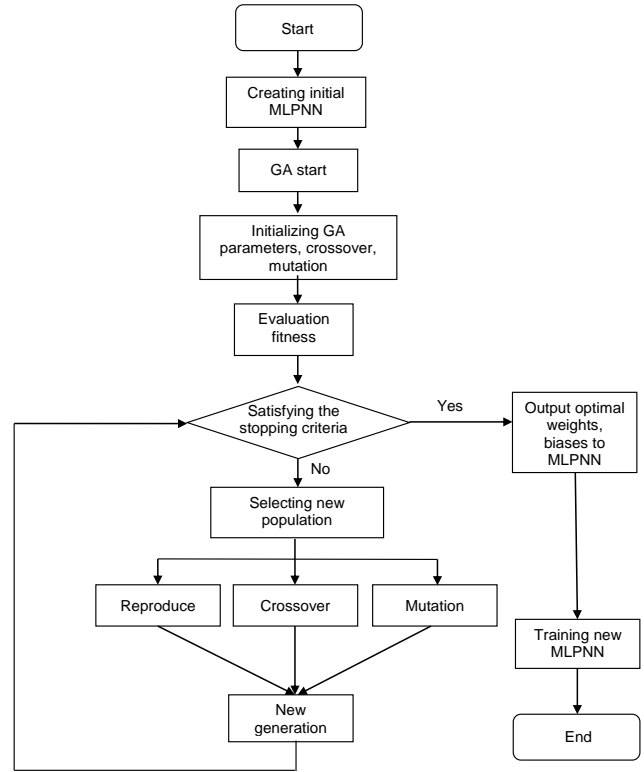 Start
Creating initial
MLPNN
GA start
Initializing GA
parameters, crossover,
mutation
Evaluation
fitness
Satisfying the
stopping criteria
Yes
Output optimal
weights,
biases to
MLPNN
No
Selecting new
population
Reproduce
Crossover
Mutation
Training new
MLPNN
New
generation
End